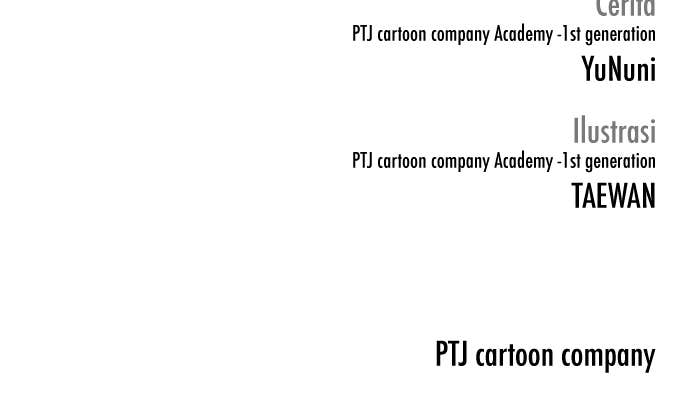 Cerita
PTJ cartoon company Academy -1st generation
YuNuni
Ilustrasi
PTJ cartoon company Academy -1st generation
TAEWAN
PTJ cartoon company